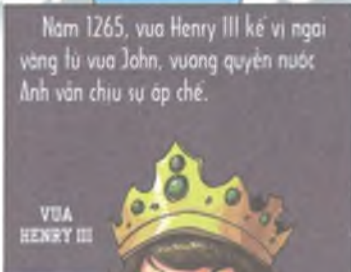 Năm 1265, vua Henry III kế vị ngai
vàng từ vua John, vương quyền nước
Anh vẫn chịu sự áp chế.
VUA
HENRY III